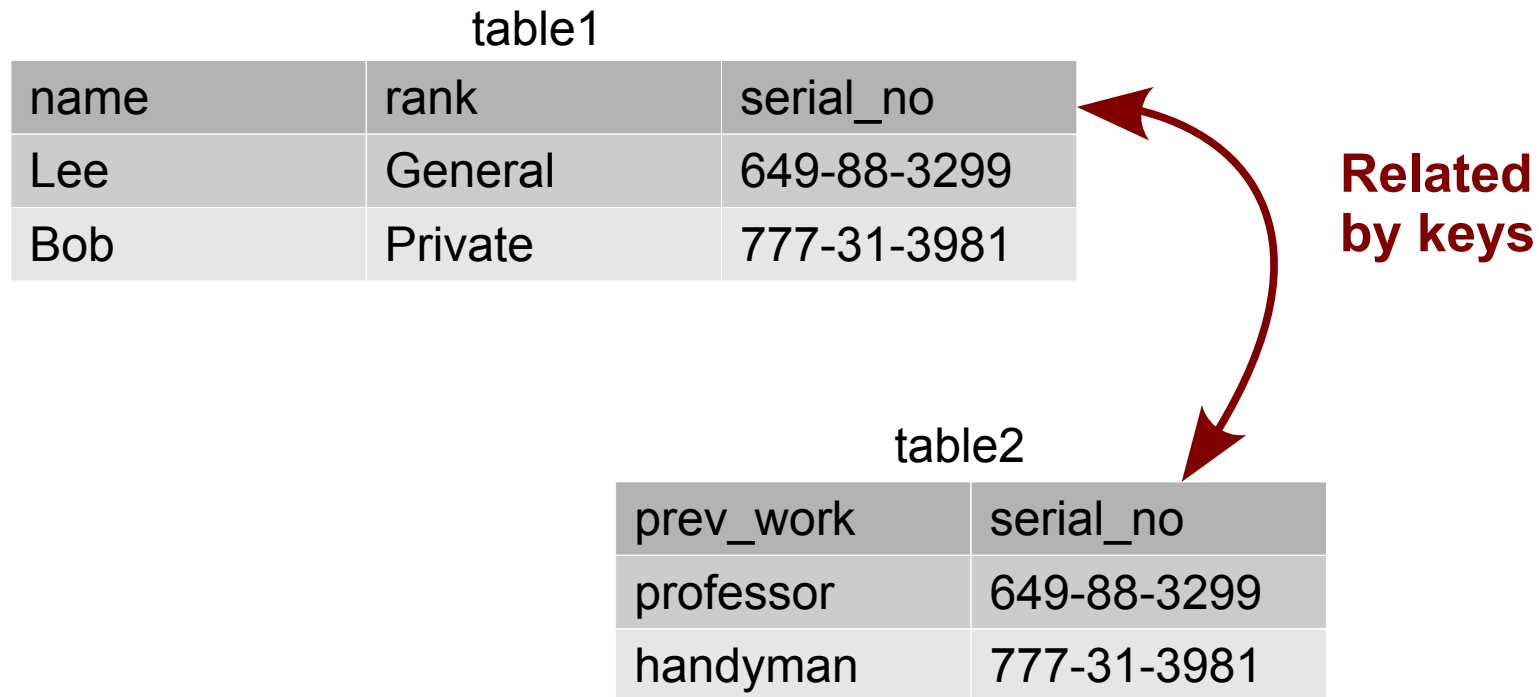 table1
name rank serial_no
Lee General 649-88-3299
Bob Private 777-31-3981
Related
by keys
table2
prev_work serial_no
professor 649-88-3299
handyman 777-31-3981